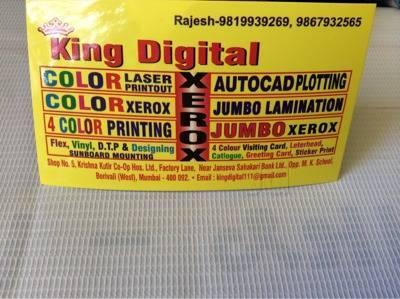 Rajesh-9819939269, 9867932565
King Digital
COLOR LASER PRINTOUT
COLOR XEROX
4 COLOR PRINTING
XEROX
AUTOCAD PLOTTING
JUMBO LAMINATION
JUMBO XEROX
Flex, Vinyl, D.T.P & Designing
SUNBOARD MOUNTING
4 Colour Visiting Card, Leterhead,
Catlogue, Greeting Card, Sticker Print
Shop No. 5, Krishna Kutir Co-Op Hos. Ltd., Factory Lane, Near Janseva Sahakari Bank Ltd., Opp. M. K. School,
Borivali (West), Mumbai - 400 092. • Email : kingdigital111@gmail.com